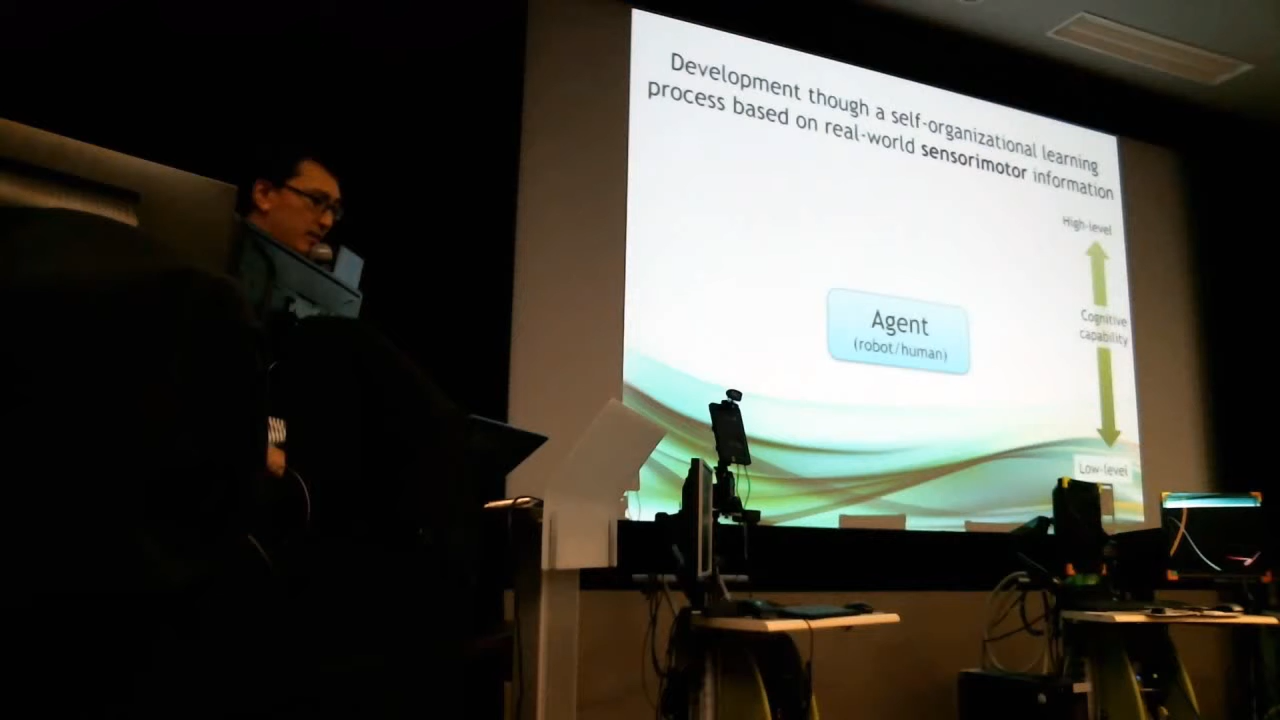 Development though a self-organizational learning
process based on real-world sensorimotor information
High-level
Agent
(robot/human)
Cognitive
capability
Low-level